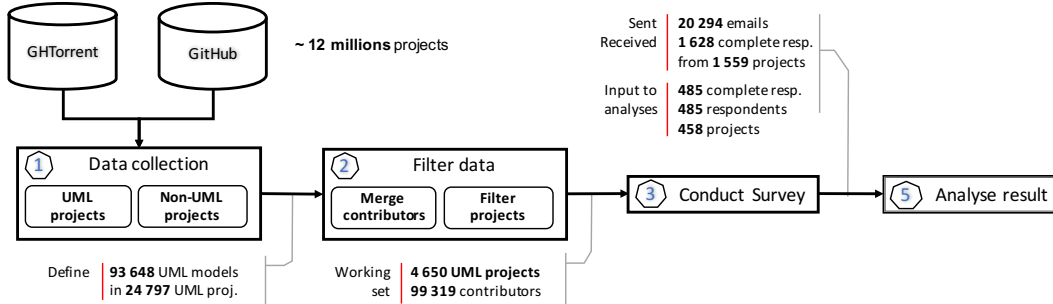 GHTorrent
GitHub
~ 12 millions projects
Sent 20 294 emails
Received 1 628 complete resp.
from 1 559 projects
Input to 485 complete resp.
analyses 485 respondents
458 projects
1 Data collection
UML projects
Non-UML projects
2 Filter data
Merge contributors
Filter projects
3 Conduct Survey
5 Analyse result
Define 93 648 UML models
in 24 797 UML proj.
Working 4 650 UML projects
set 99 319 contributors